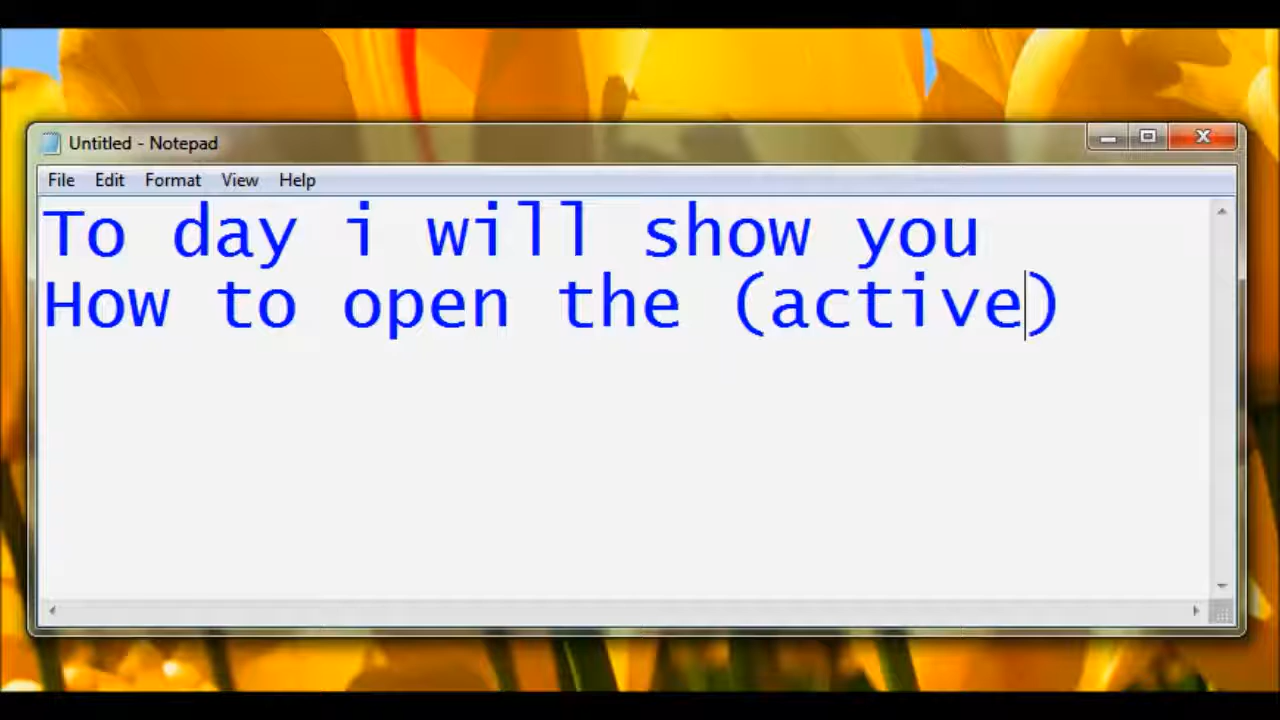 Untitled - Notepad
File Edit Format View Help
To day i will show you
How to open the (active)